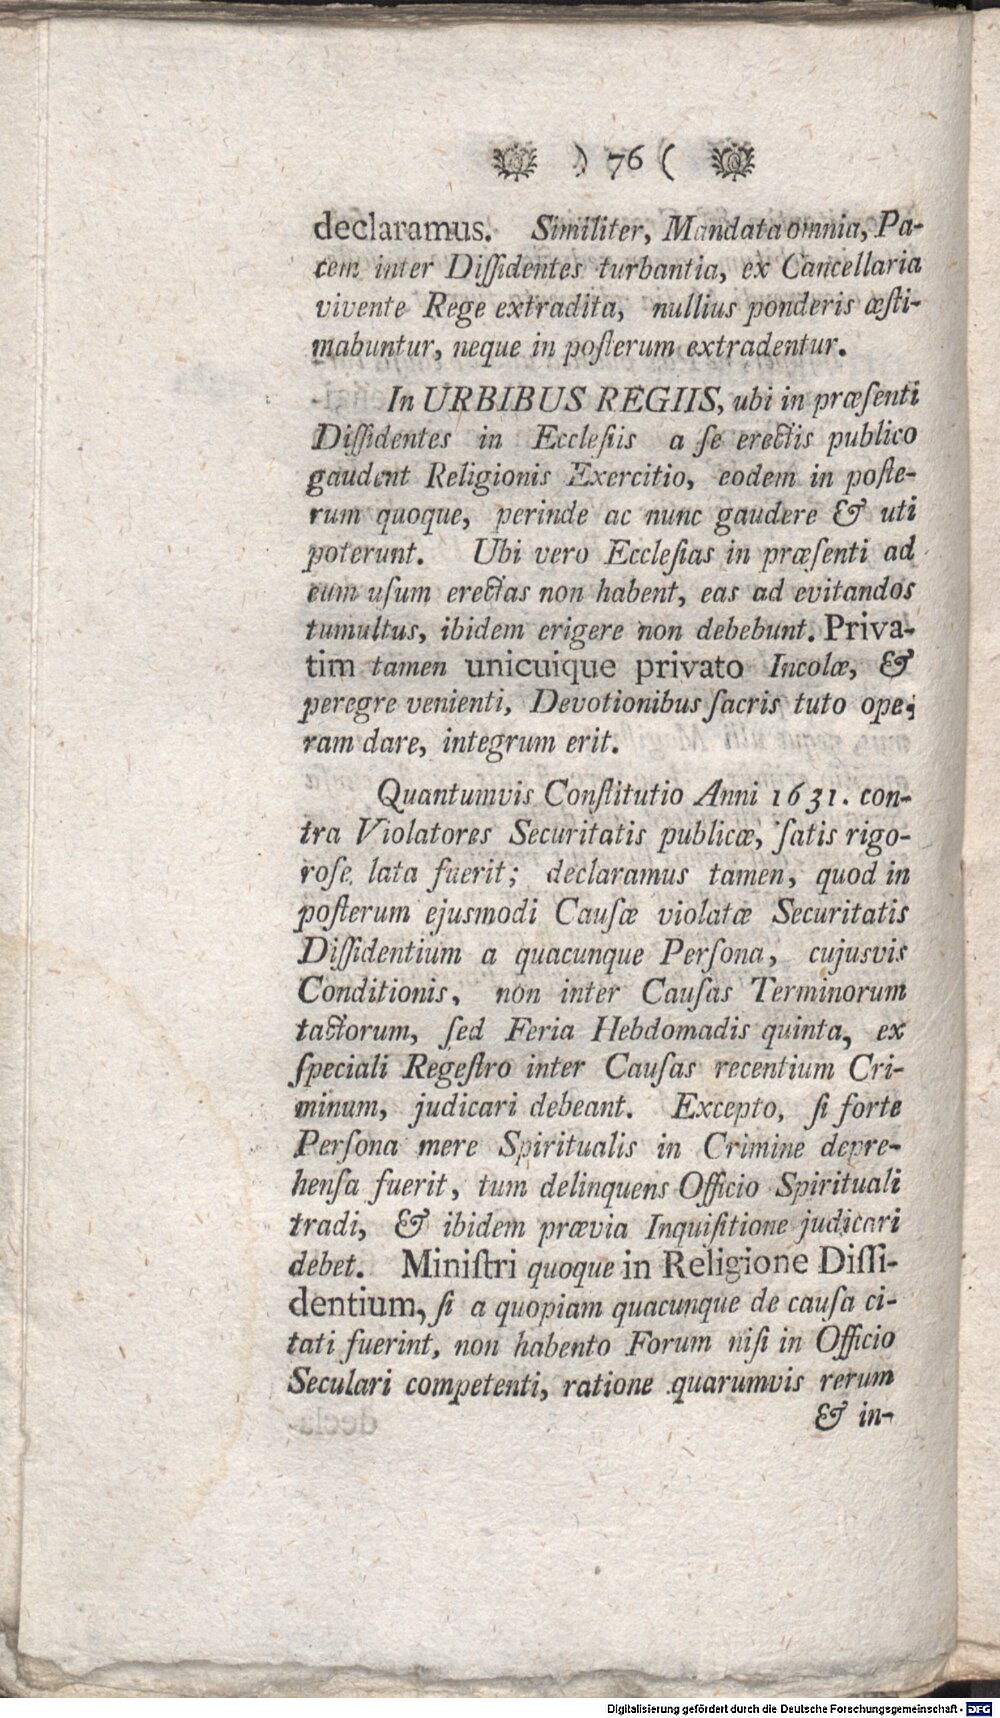 ) 76 (
declaramus. Similiter, Mandata omnia, Pa-
cem inter Diſſidentes turbantia, ex Cancellaria
vivente Rege extradita, nullius ponderis æſti-
mabuntur, neque in poſterum extradentur.
In URBIBUS REGIIS, ubi in præſenti
Diſſidentes in Eccleſiis a ſe erectis publico
gaudent Religionis Exercitio, eodem in poſte-
rum quoque, perinde ac nunc gaudere & uti
poterunt. Ubi vero Eccleſias in præſenti ad
eum uſum erectas non habent, eas ad evitandos
tumultus, ibidem erigere non debebunt. Priva-
tim tamen unicuique privato Incolæ, &
peregre venienti, Devotionibus ſacris tuto ope-
ram dare, integrum erit.
Quantumvis Conſtitutio Anni 1631. con-
tra Violatores Securitatis publicæ, ſatis rigo-
roſe lata fuerit; declaramus tamen, quod in
poſterum ejusmodi Cauſæ violatæ Securitatis
Diſſidentium a quacunque Perſona, cujusvis
Conditionis, non inter Cauſas Terminorum
tactorum, ſed Feria Hebdomadis quinta, ex
ſpeciali Regeſtro inter Cauſas recentium Cri-
minum, judicari debeant. Excepto, ſi forte
Perſona mere Spiritualis in Crimine depre-
henſa fuerit, tum delinquens Officio Spirituali
tradi, & ibidem prævia Inquiſitione judicari
debet. Miniſtri quoque in Religione Diſſi-
dentium, ſi a quopiam quacunque de cauſa ci-
tati fuerint, non habento Forum niſi in Officio
Seculari competenti, ratione quarumvis rerum
& in-
Digitalisierung gefördert durch die Deutsche Forschungsgemeinschaft - DFG